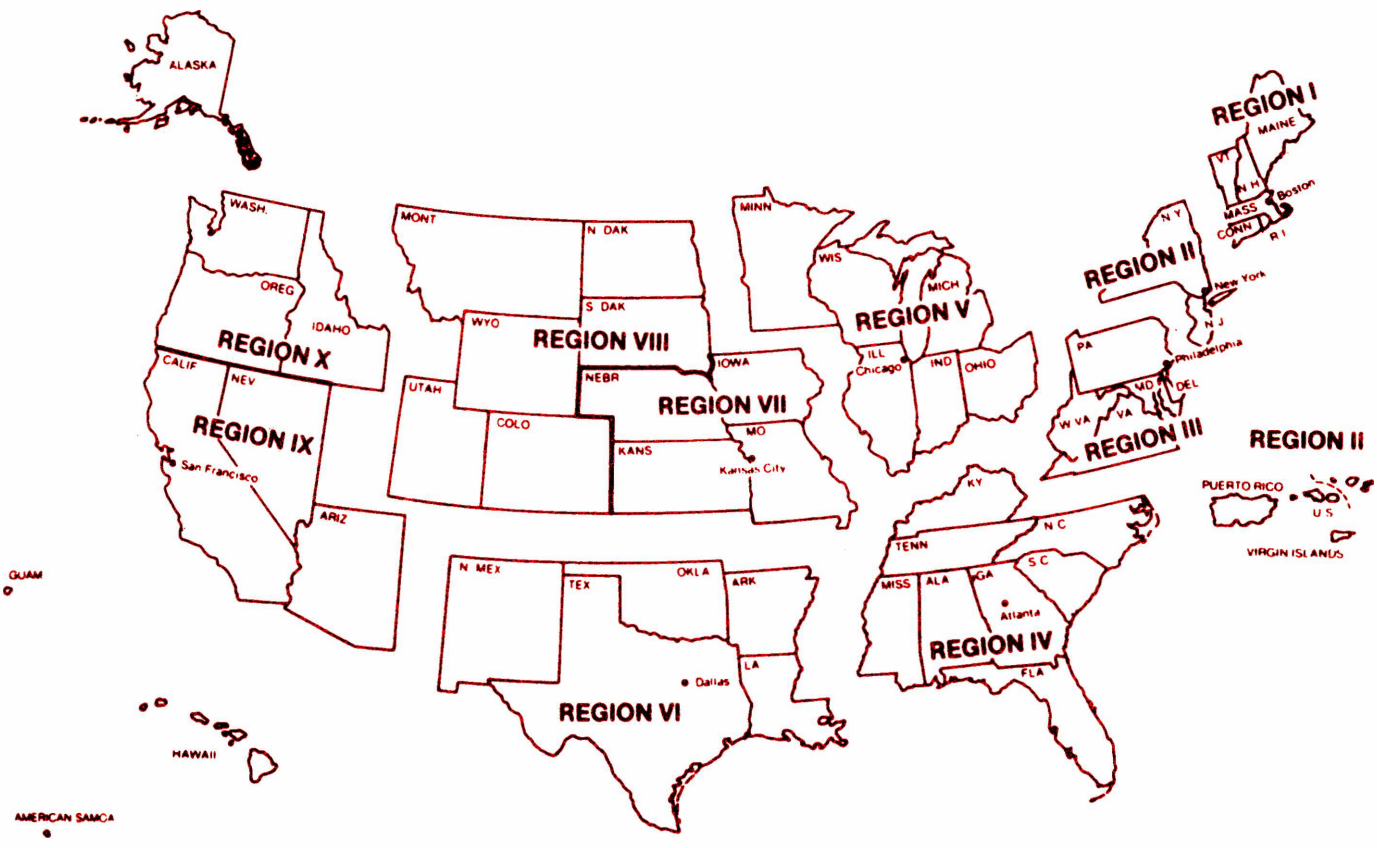 ALASKA
REGION I
MAINE
VT
N H
Boston
MASS
CONN
R I
WASH.
MONT
N DAK
MINN
N Y
REGION II
New York
N J
OREG
IDAHO
REGION X
WYO
S DAK
REGION VIII
WIS
MICH
REGION V
PA
Philadelphia
MD
DEL
W VA
VA
REGION III
CALIF
NEV
REGION IX
San Francisco
UTAH
COLO
NEBR
IOWA
REGION VII
KANS
MO
Kansas City
ILL
Chicago
IND
OHIO
REGION II
PUERTO RICO
U S
VIRGIN ISLANDS
ARIZ
KY
TENN
N C
S C
MISS
ALA
GA
Atlanta
REGION IV
FLA
GUAM
N MEX
TEX
OKLA
ARK
LA
Dallas
REGION VI
HAWAII
AMERICAN SAMOA